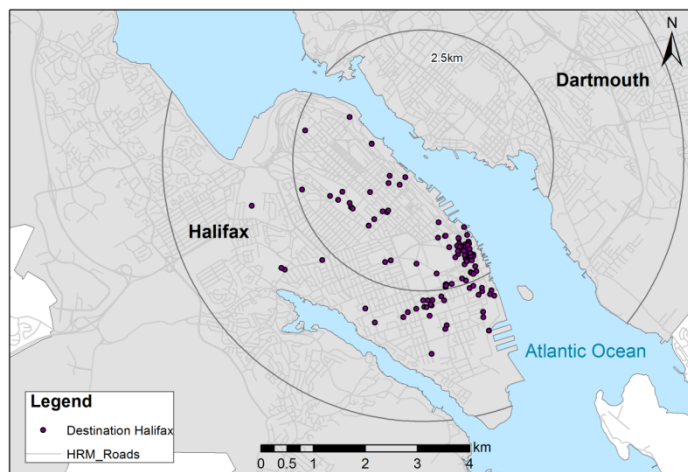 N
2.5km
Dartmouth
Halifax
Atlantic Ocean
Legend
Destination Halifax
HRM_Roads
km
0 0.5 1 2 3 4